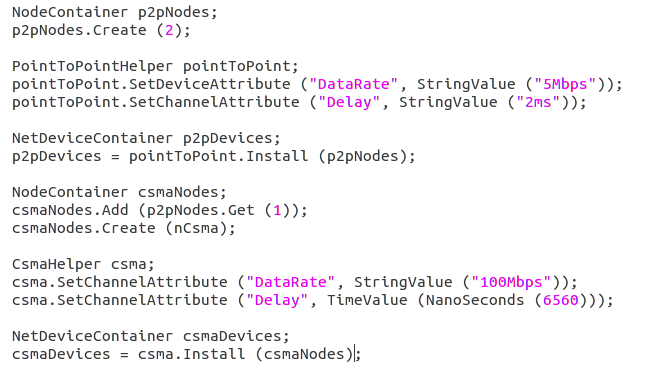 NodeContainer p2pNodes;
p2pNodes.Create (2);
PointToPointHelper pointToPoint;
pointToPoint.SetDeviceAttribute ("DataRate", StringValue ("5Mbps"));
pointToPoint.SetChannelAttribute ("Delay", StringValue ("2ms"));
NetDeviceContainer p2pDevices;
p2pDevices = pointToPoint.Install (p2pNodes);
NodeContainer csmaNodes;
csmaNodes.Add (p2pNodes.Get (1));
csmaNodes.Create (nCsma);
CsmaHelper csma;
csma.SetChannelAttribute ("DataRate", StringValue ("100Mbps"));
csma.SetChannelAttribute ("Delay", TimeValue (NanoSeconds (6560)));
NetDeviceContainer csmaDevices;
csmaDevices = csma.Install (csmaNodes);